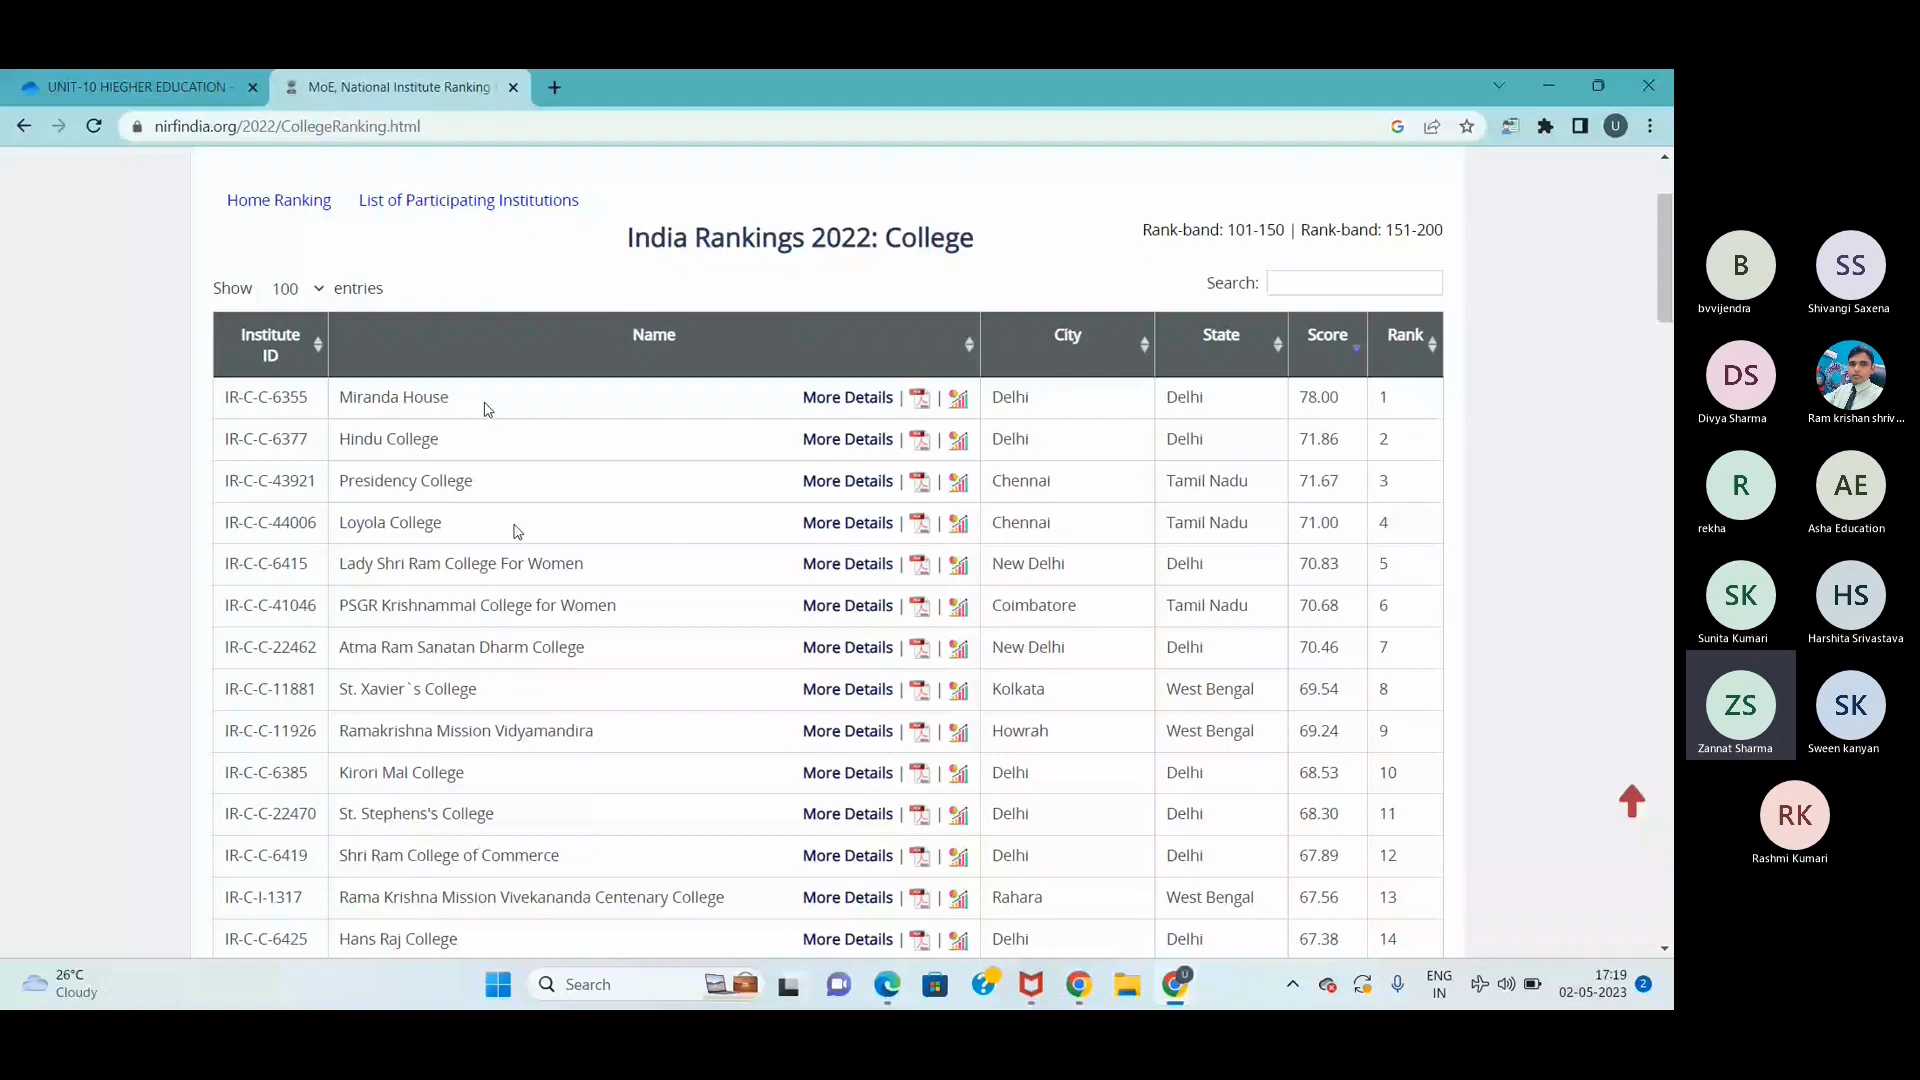 UNIT-10 HIEGHER EDUCATION -
MoE, National Institute Ranking
nirfindia.org/2022/CollegeRanking.html
U
Home Ranking List of Participating Institutions
India Rankings 2022: College
Rank-band: 101-150 | Rank-band: 151-200
Show 100 entries
Search:
Institute ID Name City State Score Rank
IR-C-C-6355 Miranda House More Details | | Delhi Delhi 78.00 1
IR-C-C-6377 Hindu College More Details | | Delhi Delhi 71.86 2
IR-C-C-43921 Presidency College More Details | | Chennai Tamil Nadu 71.67 3
IR-C-C-44006 Loyola College More Details | | Chennai Tamil Nadu 71.00 4
IR-C-C-6415 Lady Shri Ram College For Women More Details | | New Delhi Delhi 70.83 5
IR-C-C-41046 PSGR Krishnammal College for Women More Details | | Coimbatore Tamil Nadu 70.68 6
IR-C-C-22462 Atma Ram Sanatan Dharm College More Details | | New Delhi Delhi 70.46 7
IR-C-C-11881 St. Xavier`s College More Details | | Kolkata West Bengal 69.54 8
IR-C-C-11926 Ramakrishna Mission Vidyamandira More Details | | Howrah West Bengal 69.24 9
IR-C-C-6385 Kirori Mal College More Details | | Delhi Delhi 68.53 10
IR-C-C-22470 St. Stephens's College More Details | | Delhi Delhi 68.30 11
IR-C-C-6419 Shri Ram College of Commerce More Details | | Delhi Delhi 67.89 12
IR-C-I-1317 Rama Krishna Mission Vivekananda Centenary College More Details | | Rahara West Bengal 67.56 13
IR-C-C-6425 Hans Raj College More Details | | Delhi Delhi 67.38 14
26°C
Cloudy
Search
ENG
IN
17:19
02-05-2023
2
B
bvvijendra
SS
Shivangi Saxena
DS
Divya Sharma
Ram krishan shriv...
R
rekha
AE
Asha Education
SK
Sunita Kumari
HS
Harshita Srivastava
ZS
Zannat Sharma
SK
Sween kanyan
RK
Rashmi Kumari